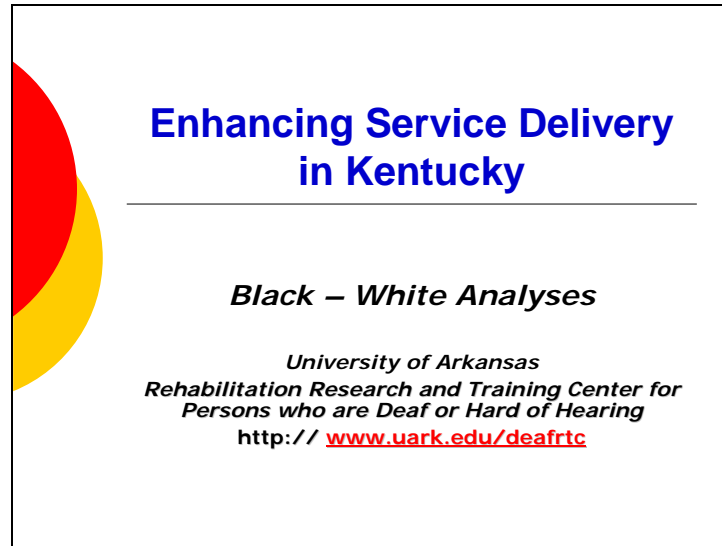 Enhancing Service Delivery
in Kentucky
Black – White Analyses
University of Arkansas
Rehabilitation Research and Training Center for
Persons who are Deaf or Hard of Hearing
http:// www.uark.edu/deafrtc